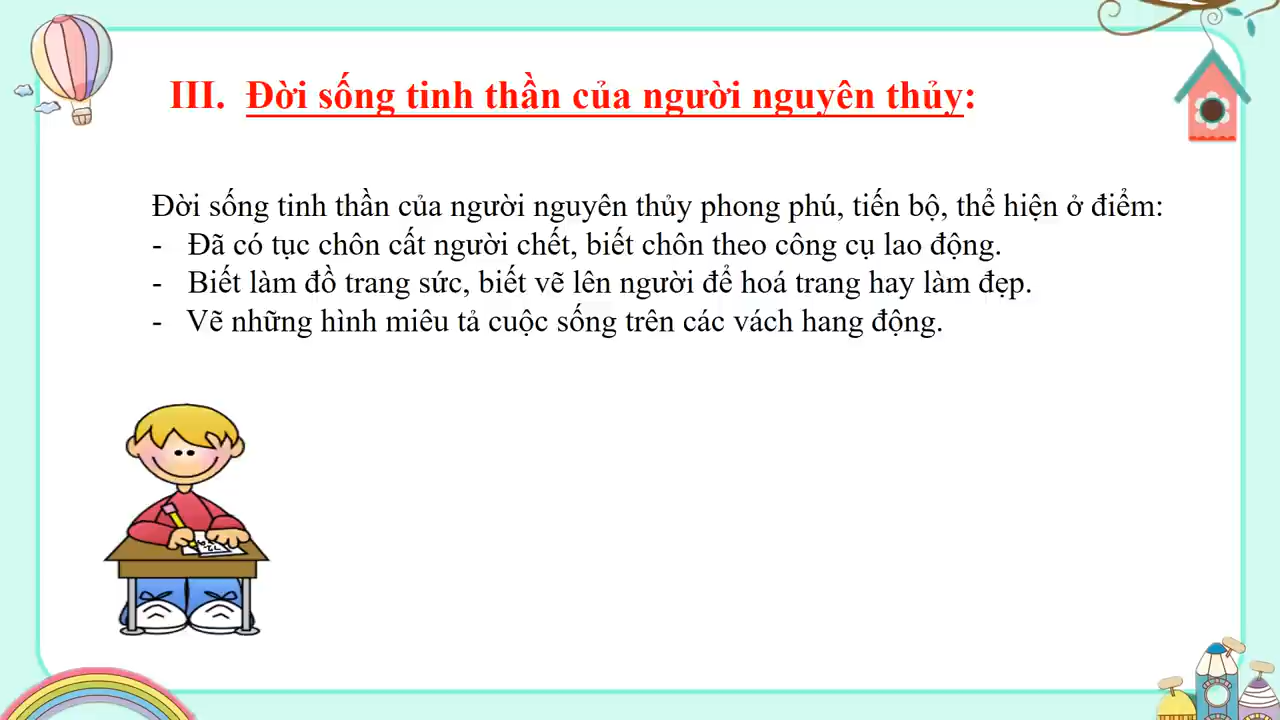 III. Đời sống tinh thần của người nguyên thủy:
Đời sống tinh thần của người nguyên thủy phong phú, tiến bộ, thể hiện ở điểm:
- Đã có tục chôn cất người chết, biết chôn theo công cụ lao động.
- Biết làm đồ trang sức, biết vẽ lên người để hoá trang hay làm đẹp.
- Vẽ những hình miêu tả cuộc sống trên các vách hang động.